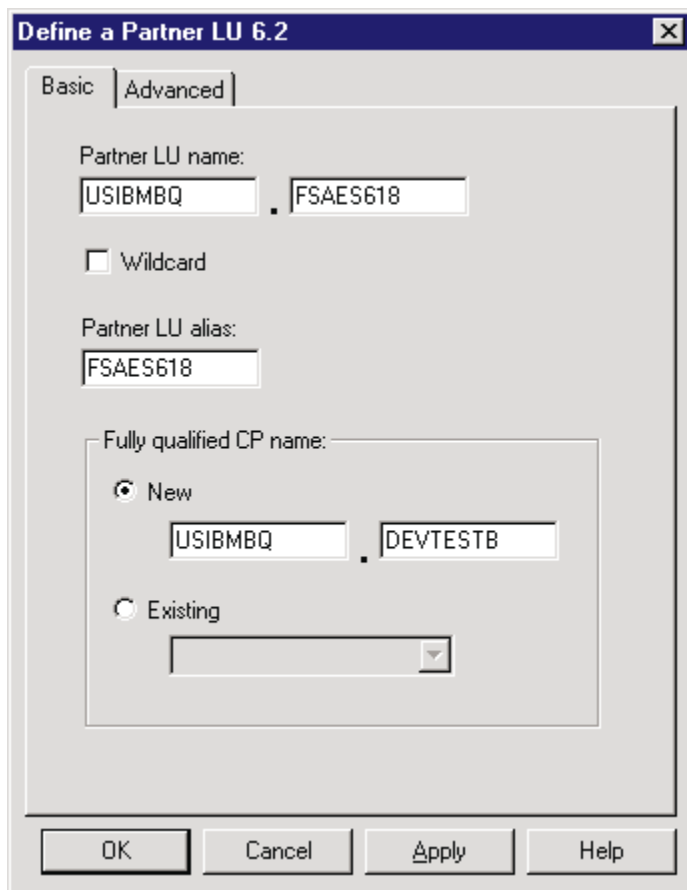 Define a Partner LU 6.2
Basic Advanced
Partner LU name:
USIBMBQ . FSAES618
Wildcard
Partner LU alias:
FSAES618
Fully qualified CP name:
New
USIBMBQ . DEVTESTB
Existing
OK Cancel Apply Help